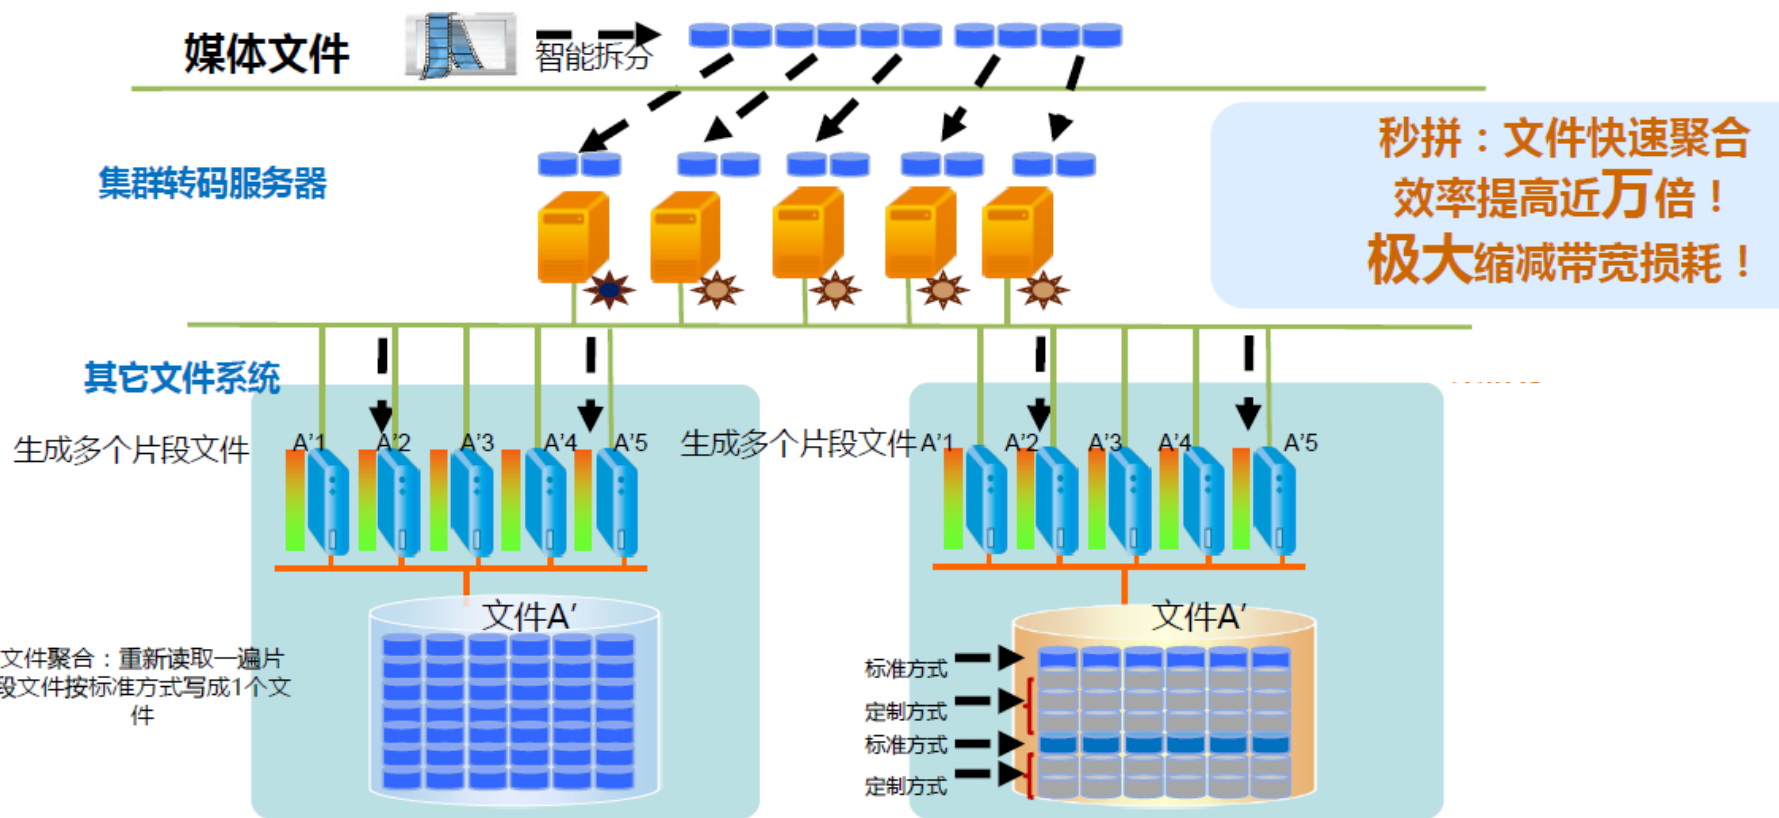 媒体文件
智能拆分
集群转码服务器
秒拼：文件快速聚合
效率提高近万倍！
极大缩减带宽损耗！
其它文件系统
生成多个片段文件
A'1
A'2
A'3
A'4
A'5
生成多个片段文件
A'1
A'2
A'3
A'4
A'5
文件A'
文件聚合：重新读取一遍片
段文件按标准方式写成1个文
件
文件A'
标准方式
定制方式
标准方式
定制方式